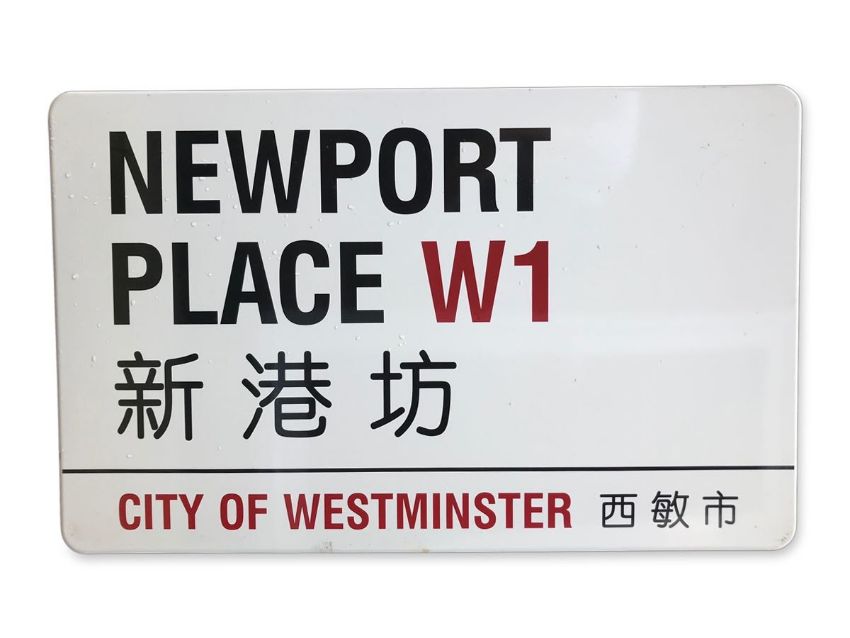 NEWPORT
PLACE W1
新港坊
CITY OF WESTMINSTER 西敏市